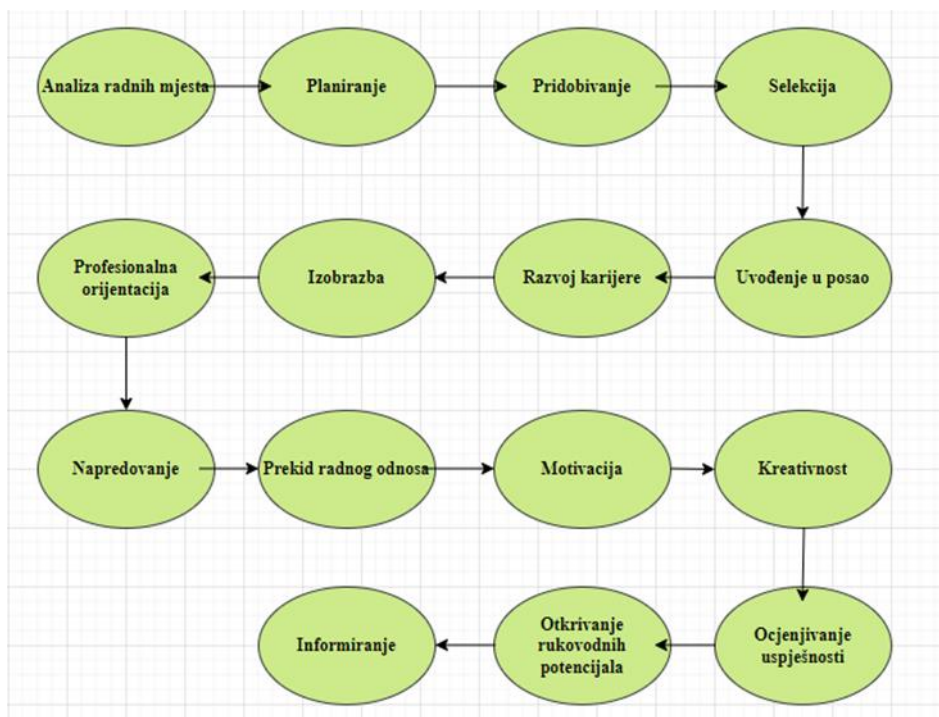 Analiza radnih mjesta
Planiranje
Pridobivanje
Selekcija
Uvođenje u posao
Razvoj karijere
Izobrazba
Profesionalna
orijentacija
Napredovanje
Prekid radnog odnosa
Motivacija
Kreativnost
Ocjenjivanje
uspješnosti
Otkrivanje
rukovodnih
potencijala
Informiranje